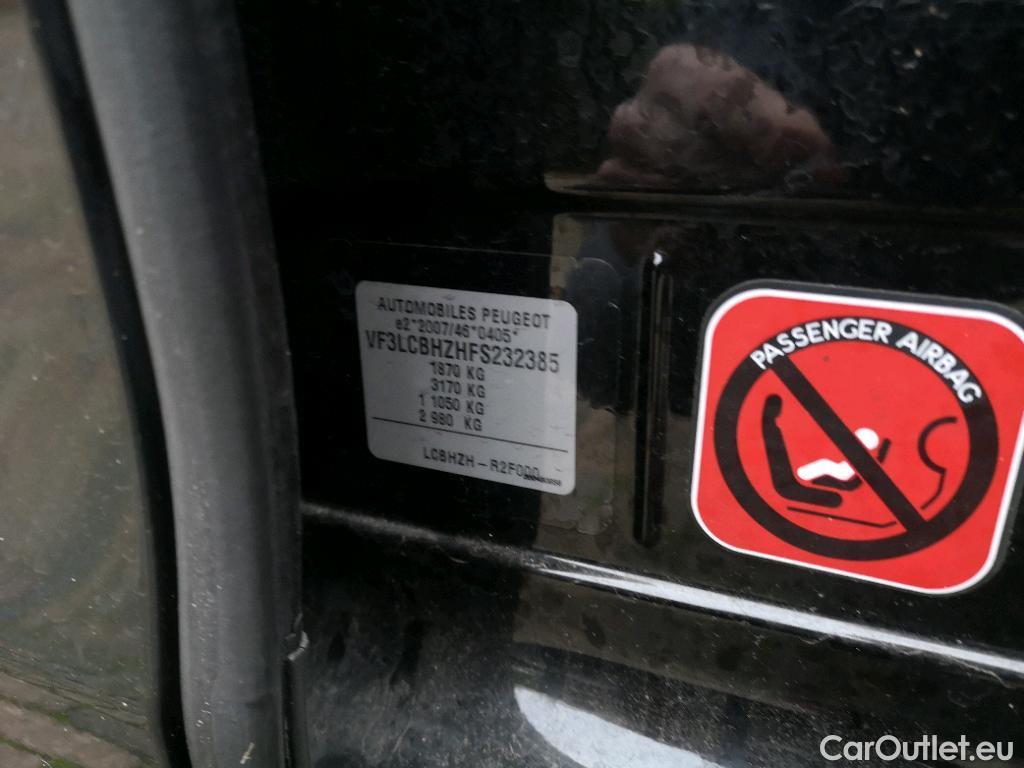 AUTOMOBILES PEUGEOT
e2*2007/46*0405*
VF3LCBHZHFS232385
1870 KG
3170 KG
1 1050 KG
2 980 KG
LCBHZH - R2F000
PASSENGER AIRBAG
CarOutlet.eu